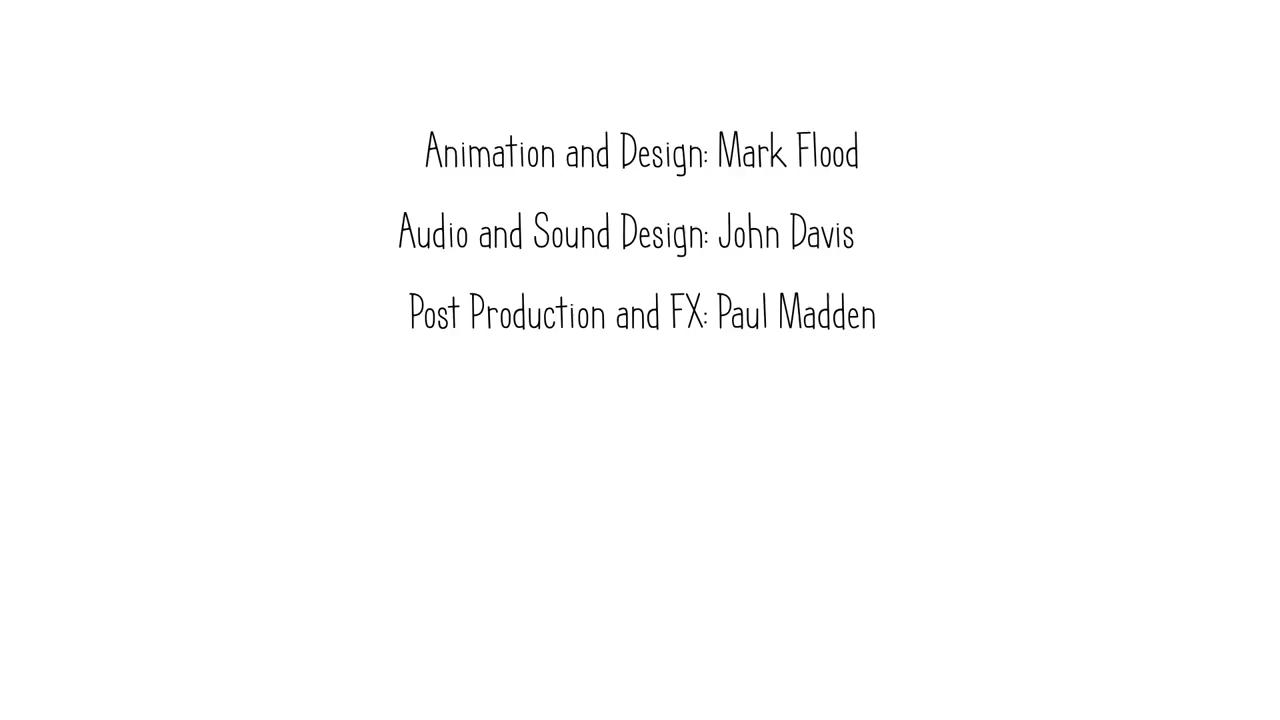 Animation and Design: Mark Flood
Audio and Sound Design: John Davis
Post Production and FX: Paul Madden